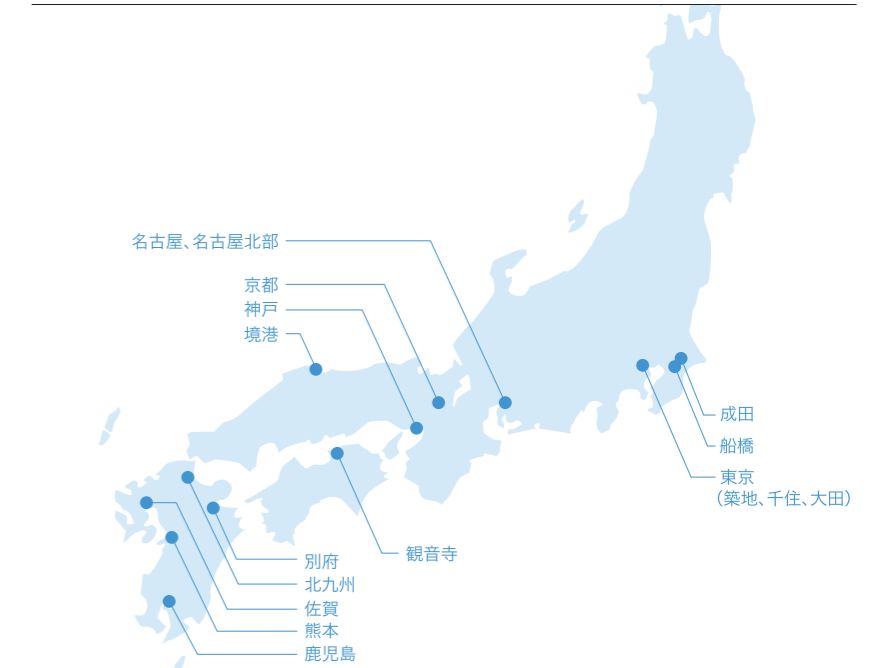 名古屋、名古屋北部
京都
神戸
境港
成田
船橋
東京
（築地、千住、大田）
観音寺
別府
北九州
佐賀
熊本
鹿児島